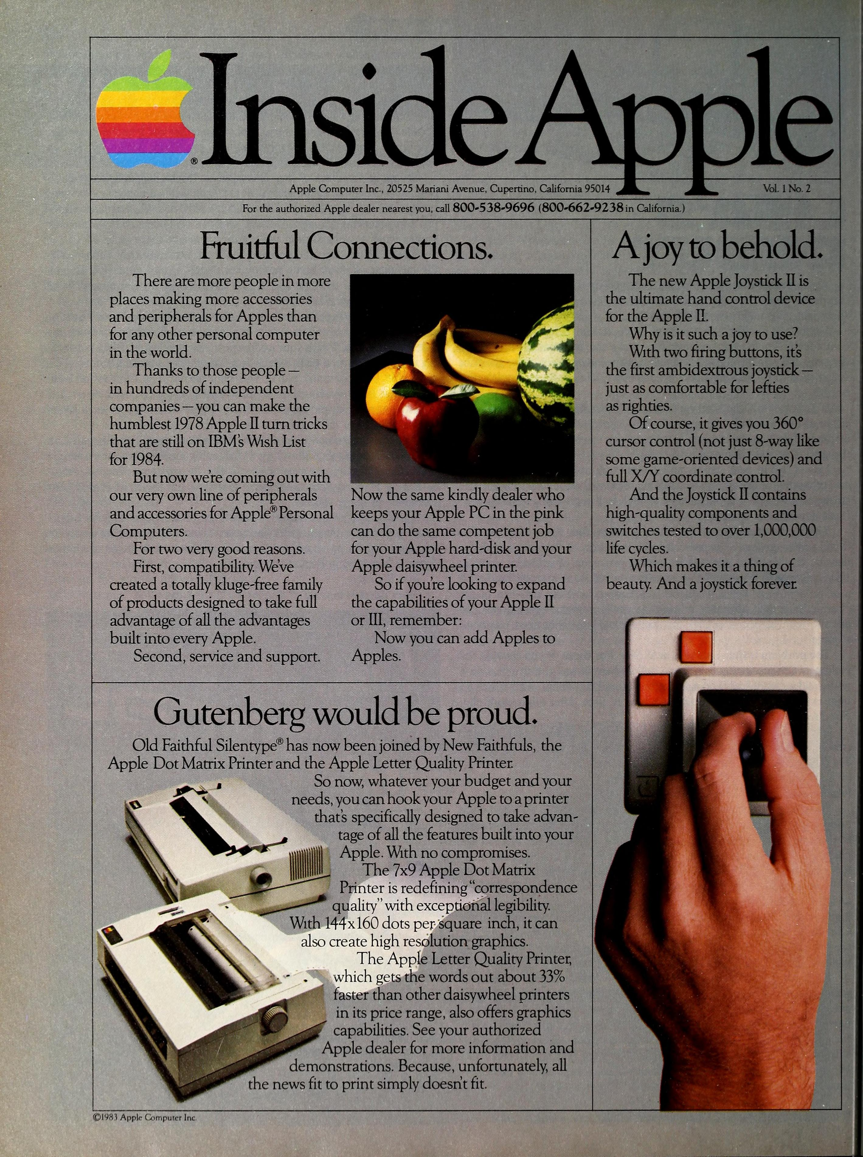 Inside Apple
®
Apple Computer Inc., 20525 Mariani Avenue, Cupertino, California 95014
Vol. 1 No. 2
For the authorized Apple dealer nearest you, call 800-538-9696 (800-662-9238 in California.)
Fruitful Connections.
There are more people in more
places making more accessories
and peripherals for Apples than
for any other personal computer
in the world.
Thanks to those people—
in hundreds of independent
companies—you can make the
humblest 1978 Apple II turn tricks
that are still on IBM's Wish List
for 1984.
But now we're coming out with
our very own line of peripherals
and accessories for Apple® Personal
Computers.
For two very good reasons.
First, compatibility. We've
created a totally kluge-free family
of products designed to take full
advantage of all the advantages
built into every Apple.
Second, service and support.
Now the same kindly dealer who
keeps your Apple PC in the pink
can do the same competent job
for your Apple hard-disk and your
Apple daisywheel printer.
So if you're looking to expand
the capabilities of your Apple II
or III, remember:
Now you can add Apples to
Apples.
A joy to behold.
The new Apple Joystick II is
the ultimate hand control device
for the Apple II.
Why is it such a joy to use?
With two firing buttons, it's
the first ambidextrous joystick—
just as comfortable for lefties
as righties.
Of course, it gives you 360°
cursor control (not just 8-way like
some game-oriented devices) and
full X/Y coordinate control.
And the Joystick II contains
high-quality components and
switches tested to over 1,000,000
life cycles.
Which makes it a thing of
beauty. And a joystick forever.
Gutenberg would be proud.
Old Faithful Silentype® has now been joined by New Faithfuls, the
Apple Dot Matrix Printer and the Apple Letter Quality Printer.
So now, whatever your budget and your
needs, you can hook your Apple to a printer
that's specifically designed to take advan-
tage of all the features built into your
Apple. With no compromises.
The 7x9 Apple Dot Matrix
Printer is redefining "correspondence
quality" with exceptional legibility.
With 144x160 dots per square inch, it can
also create high resolution graphics.
The Apple Letter Quality Printer,
which gets the words out about 33%
faster than other daisywheel printers
in its price range, also offers graphics
capabilities. See your authorized
Apple dealer for more information and
demonstrations. Because, unfortunately, all
the news fit to print simply doesn't fit.
©1983 Apple Computer Inc.